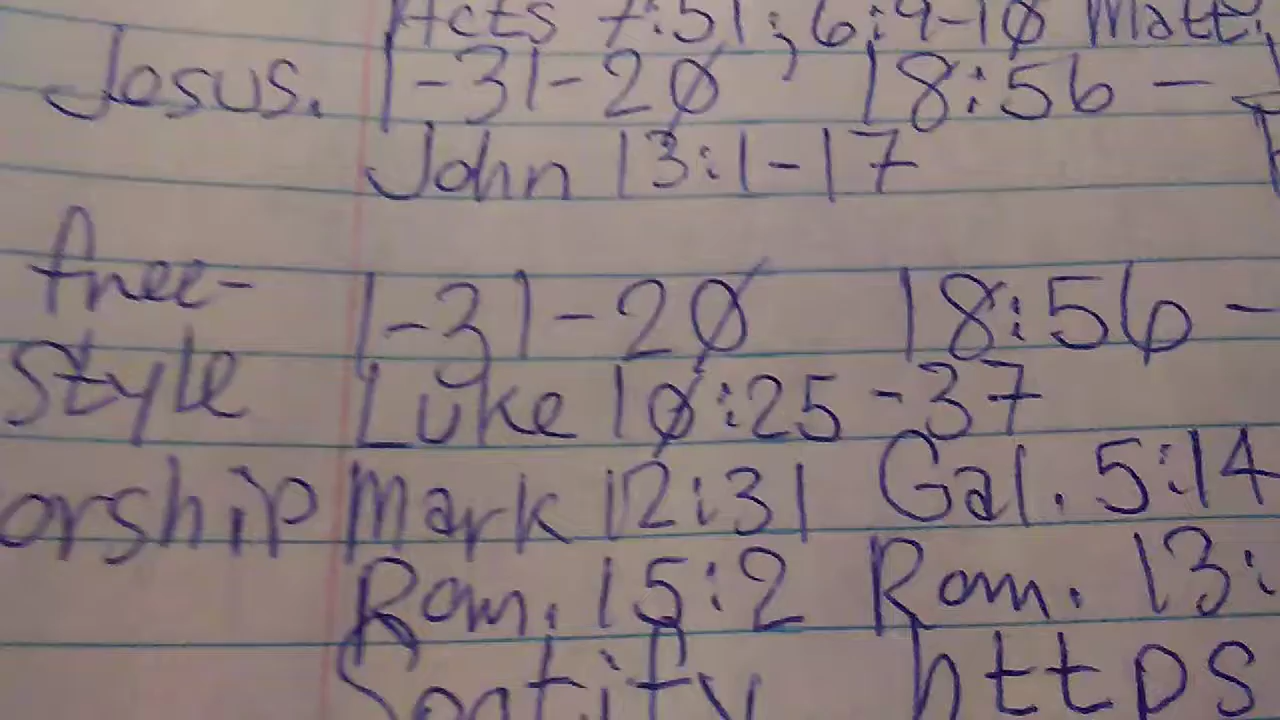 Acts 7:51; 6:9-10 Matt.
Jesus. 1-31-20 18:56 -
John 13:1-17
free- 1-31-20 18:56 -
style Luke 10:25-37
orship Mark 12:31 Gal. 5:14
Rom. 15:2 Rom. 13:
https